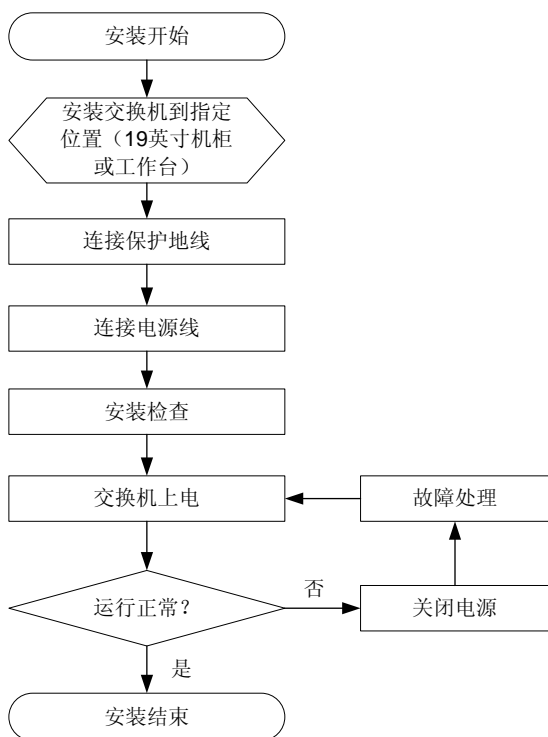 安装开始
安装交换机到指定
位置（19英寸机柜
或工作台）
连接保护地线
连接电源线
安装检查
交换机上电
故障处理
运行正常？
否
关闭电源
是
安装结束